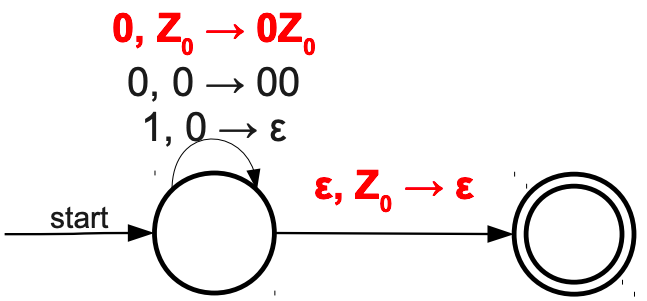 0, Z₀ → 0Z₀
0, 0 → 00
1, 0 → ε
ε, Z₀ → ε
start